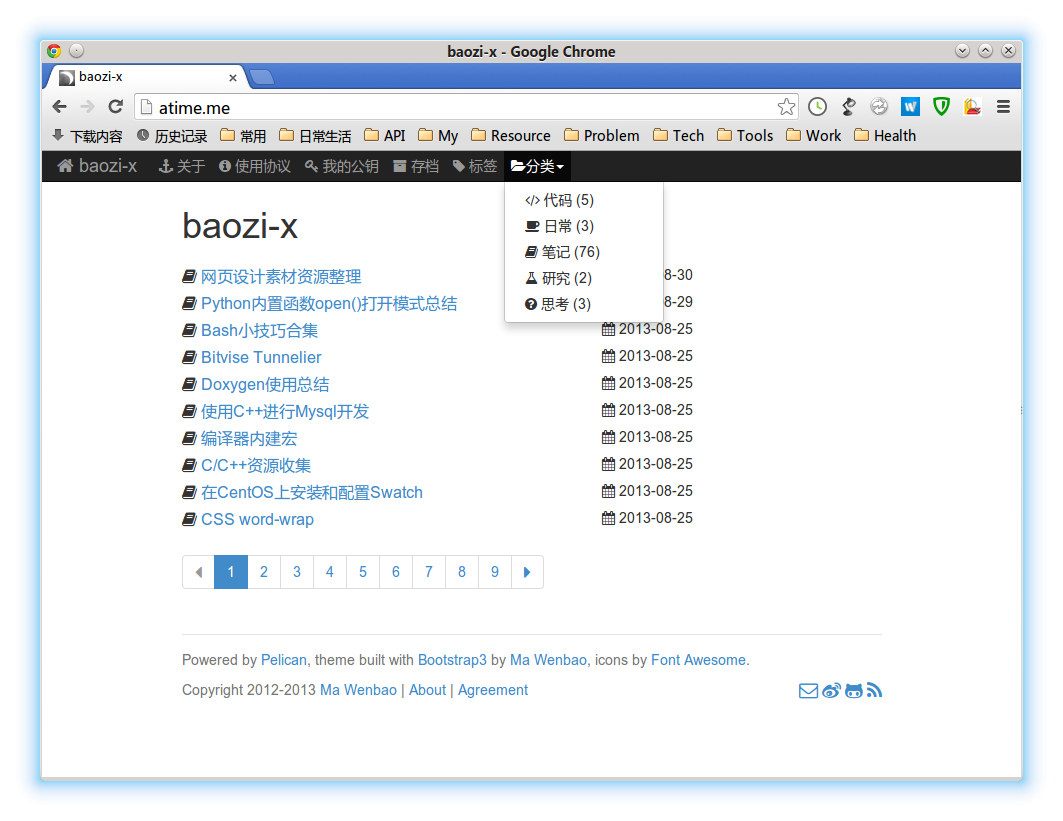 baozi-x - Google Chrome
baozi-x
atime.me
下载内容 历史记录 常用 日常生活 API My Resource Problem Tech Tools Work Health
baozi-x 关于 使用协议 我的公钥 存档 标签 分类
代码 (5)
日常 (3)
笔记 (76)
研究 (2)
思考 (3)
baozi-x
网页设计素材资源整理 8-30
Python内置函数open()打开模式总结 8-29
Bash小技巧合集 2013-08-25
Bitvise Tunnelier 2013-08-25
Doxygen使用总结 2013-08-25
使用C++进行Mysql开发 2013-08-25
编译器内建宏 2013-08-25
C/C++资源收集 2013-08-25
在CentOS上安装和配置Swatch 2013-08-25
CSS word-wrap 2013-08-25
1 2 3 4 5 6 7 8 9
Powered by Pelican, theme built with Bootstrap3 by Ma Wenbao, icons by Font Awesome.
Copyright 2012-2013 Ma Wenbao | About | Agreement